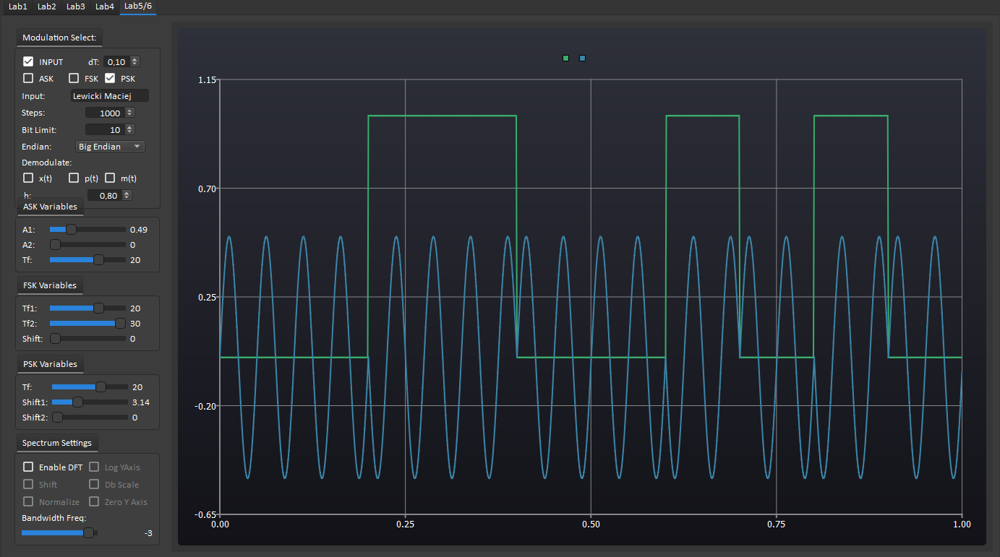 Lab1 Lab2 Lab3 Lab4 Lab5/6
Modulation Select:
INPUT dT: 0,10
ASK FSK PSK
Input: Lewicki Maciej
Steps: 1000
Bit Limit: 10
Endian: Big Endian
Demodulate:
x(t) p(t) m(t)
h: 0,80
ASK Variables
A1: 0.49
A2: 0
Tf: 20
FSK Variables
Tf1: 20
Tf2: 30
Shift: 0
PSK Variables
Tf: 20
Shift1: 3.14
Shift2: 0
Spectrum Settings
Enable DFT Log YAxis
Shift Db Scale
Normalize Zero Y Axis
Bandwidth Freq:
-3
1.15
0.70
0.25
-0.20
-0.65
0.00 0.25 0.50 0.75 1.00